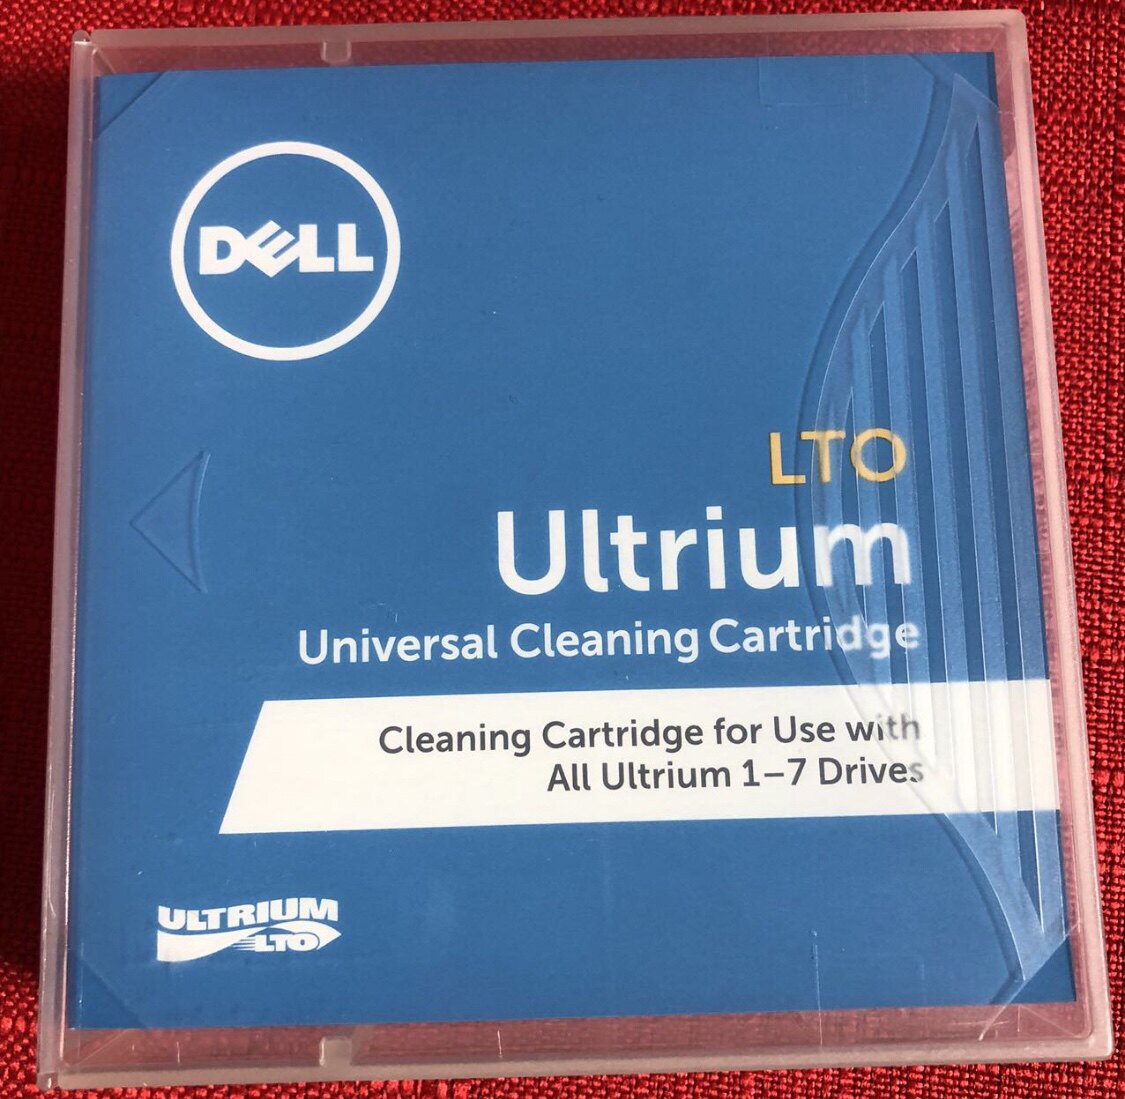 DELL
LTO
Ultrium
Universal Cleaning Cartridge
Cleaning Cartridge for Use with
All Ultrium 1–7 Drives
ULTRIUM
LTO